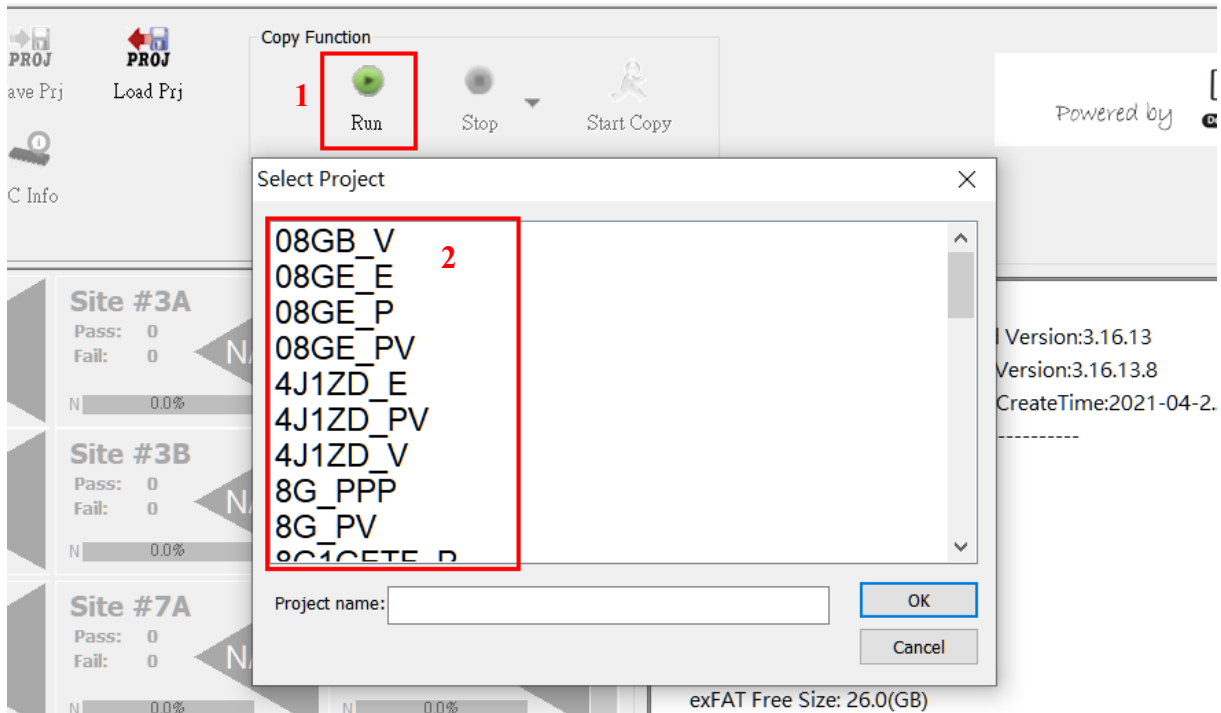 Copy Function
PROJ
PROJ
ave Prj
Load Prj
1
Run
Stop
Start Copy
Powered by
C Info
Select Project
2
08GB_V
08GE_E
08GE_P
08GE_PV
4J1ZD_E
4J1ZD_PV
4J1ZD_V
8G_PPP
8G_PV
Project name:
OK
Cancel
Site #3A
Pass: 0
Fail: 0
N
N 0.0%
Site #3B
Pass: 0
Fail: 0
N
N 0.0%
Site #7A
Pass: 0
Fail: 0
N
N 0.0%
N 0.0%
Version:3.16.13
Version:3.16.13.8
CreateTime:2021-04-2..
----------
exFAT Free Size: 26.0(GB)